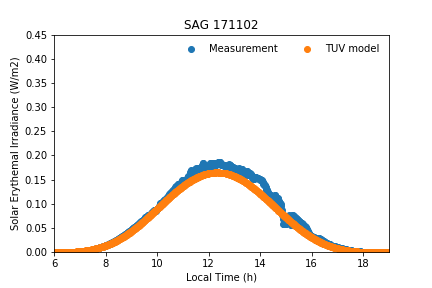 SAG 171102
Measurement
TUV model
Solar Erythemal Irradiance (W/m2)
0.45
0.40
0.35
0.30
0.25
0.20
0.15
0.10
0.05
0.00
6 8 10 12 14 16 18
Local Time (h)